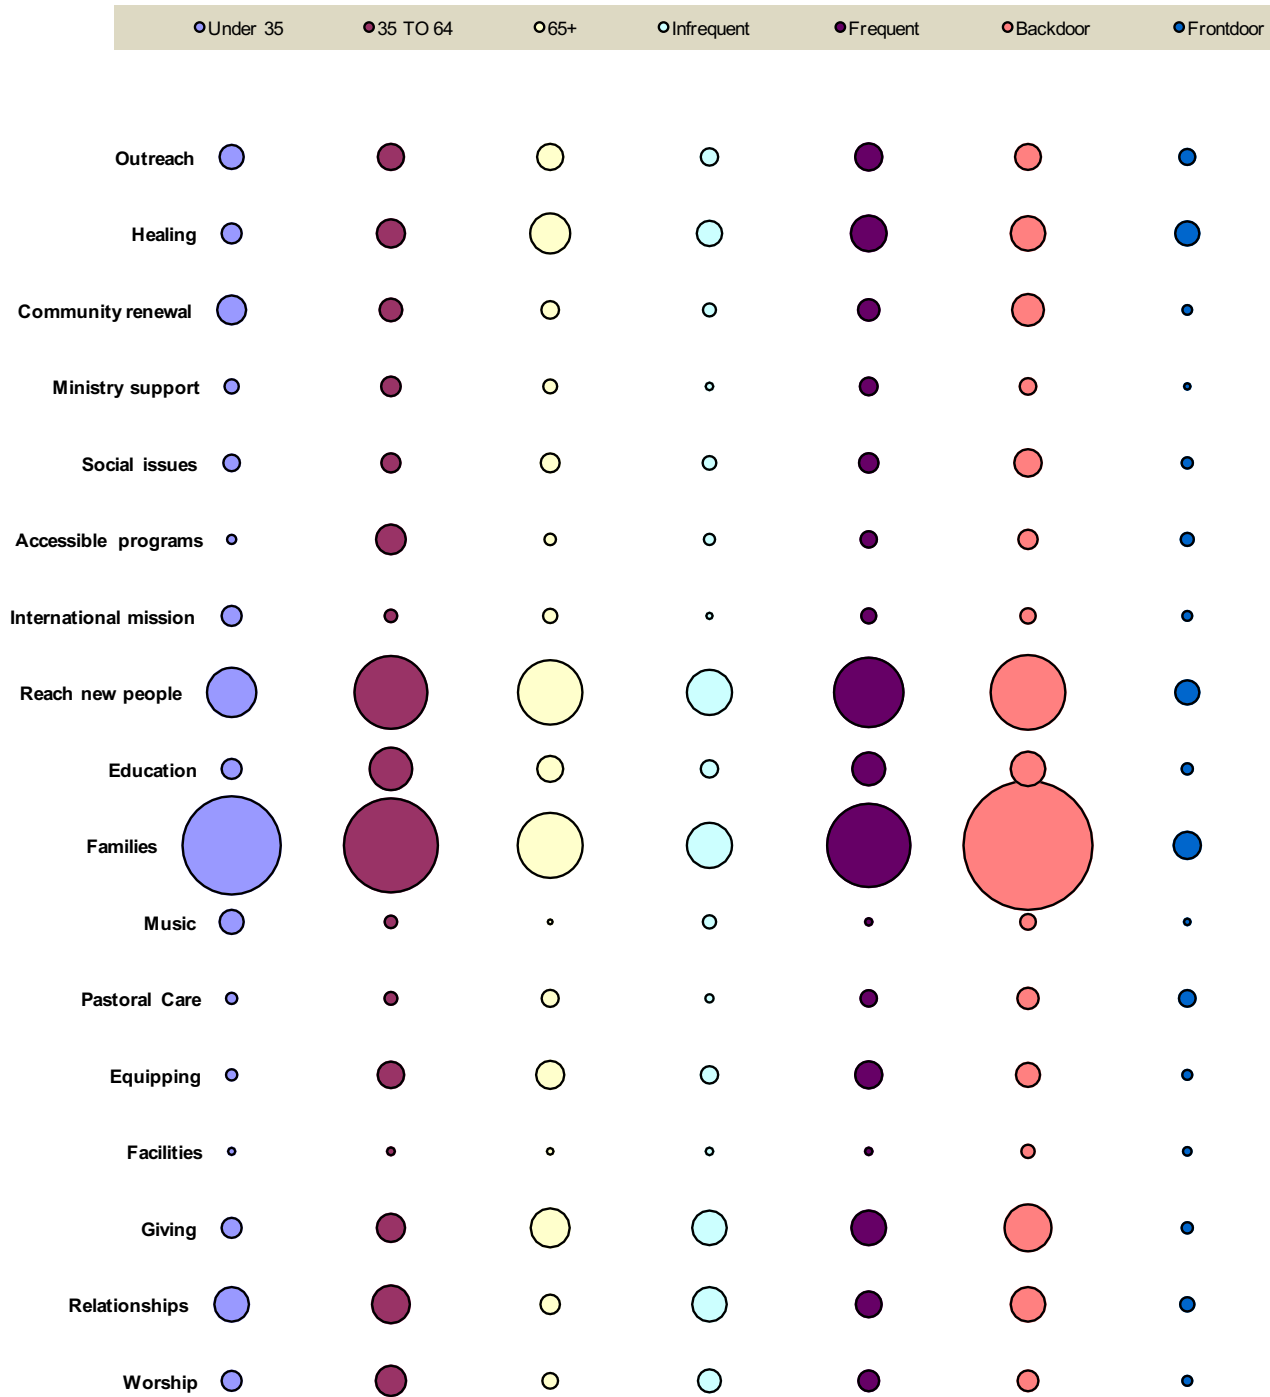 Under 35 35 TO 64 65+ Infrequent Frequent Backdoor Frontdoor
Outreach
Healing
Community renewal
Ministry support
Social issues
Accessible programs
International mission
Reach new people
Education
Families
Music
Pastoral Care
Equipping
Facilities
Giving
Relationships
Worship